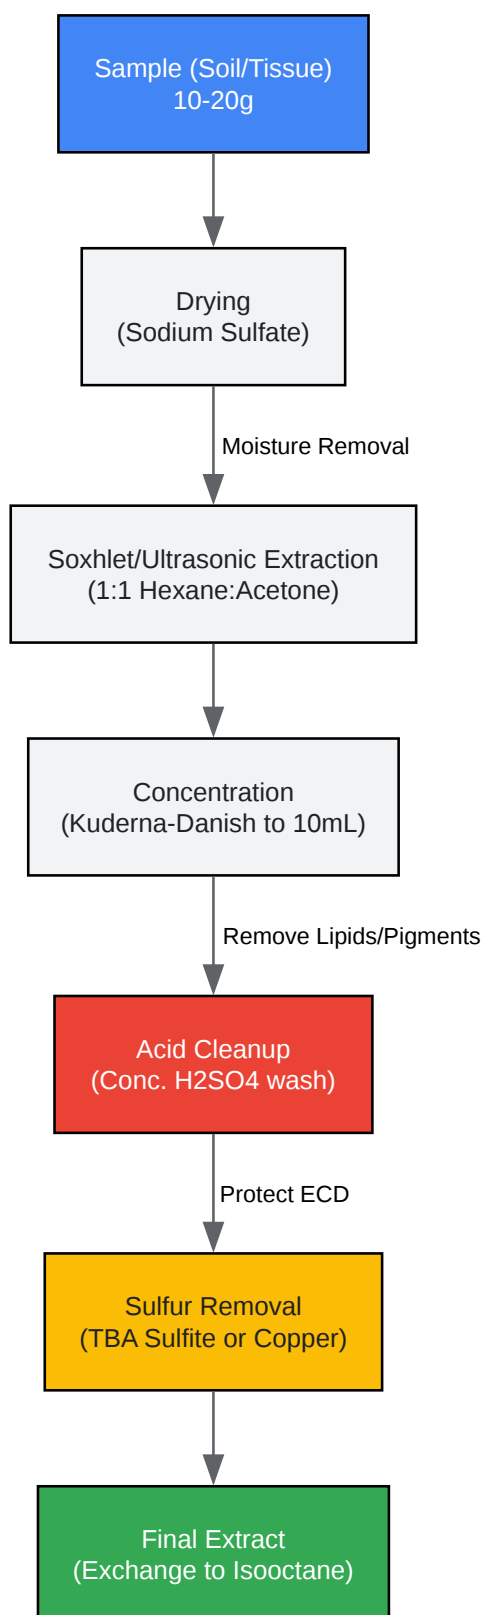 Sample (Soil/Tissue)
10-20g
Drying
(Sodium Sulfate)
Moisture Removal
Soxhlet/Ultrasonic Extraction
(1:1 Hexane:Acetone)
Concentration
(Kuderna-Danish to 10mL)
Remove Lipids/Pigments
Acid Cleanup
(Conc. H2SO4 wash)
Protect ECD
Sulfur Removal
(TBA Sulfite or Copper)
Final Extract
(Exchange to Isooctane)